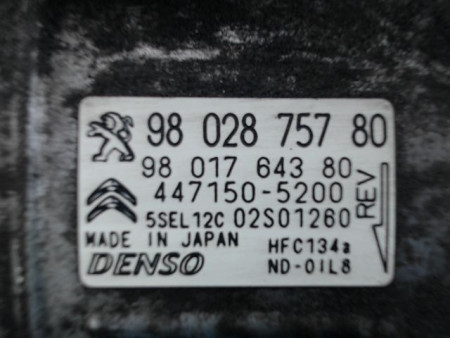 98 028 757 80
98 017 643 80
447150-5200
REV
5SEL12C 02S01260
MADE IN JAPAN HFC134a
DENSO ND-OIL8